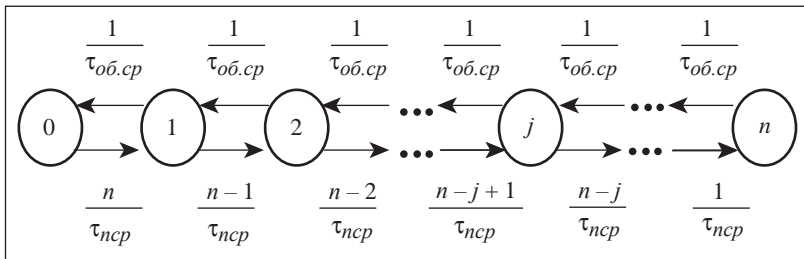 1 1 1 1 1 1
τоб.ср τоб.ср τоб.ср τоб.ср τоб.ср τоб.ср
0 1 2 ••• j ••• n
••• •••
n n – 1 n – 2 n – j + 1 n – j 1
τпср τпср τпср τпср τпср τпср